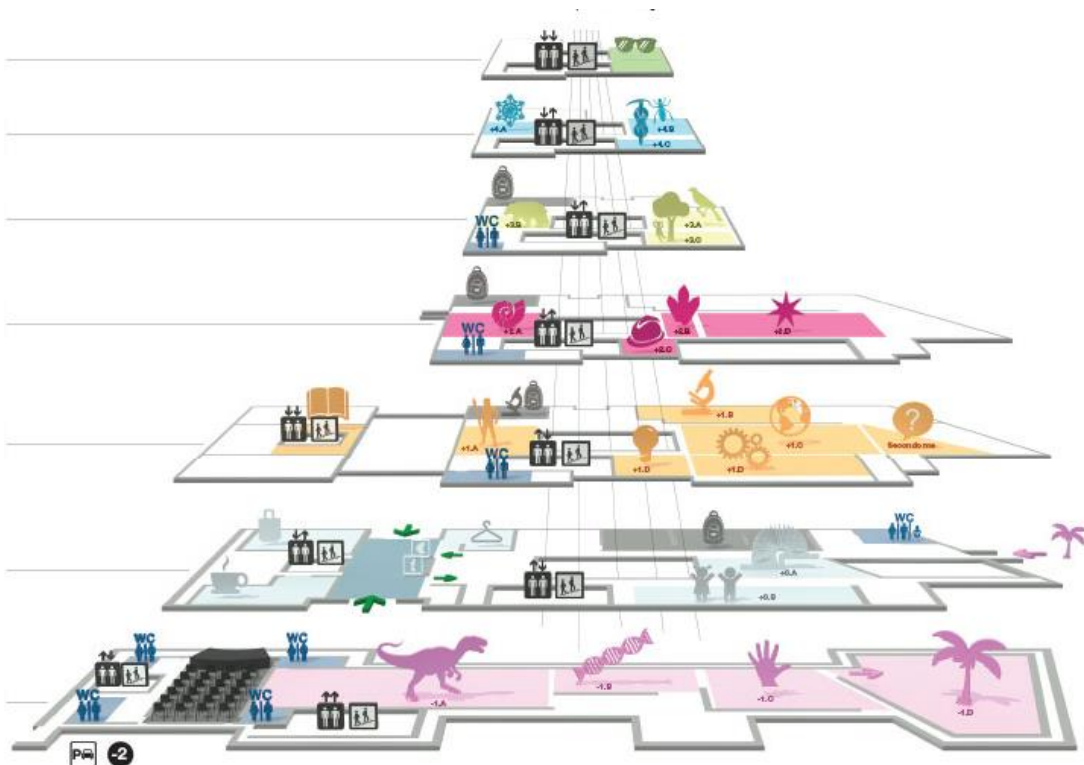 +4.A
+4.B
+4.C
WC
+3.B
+3.A
+3.C
WC
+2.A
+2.B
+2.D
+2.C
+1.B
?
+1.A
+1.C
WC
+1.D
+1.D
WC
+0.A
+0.B
WC
WC
WC
WC
-1.A
-1.B
-1.C
-1.D
P
-2